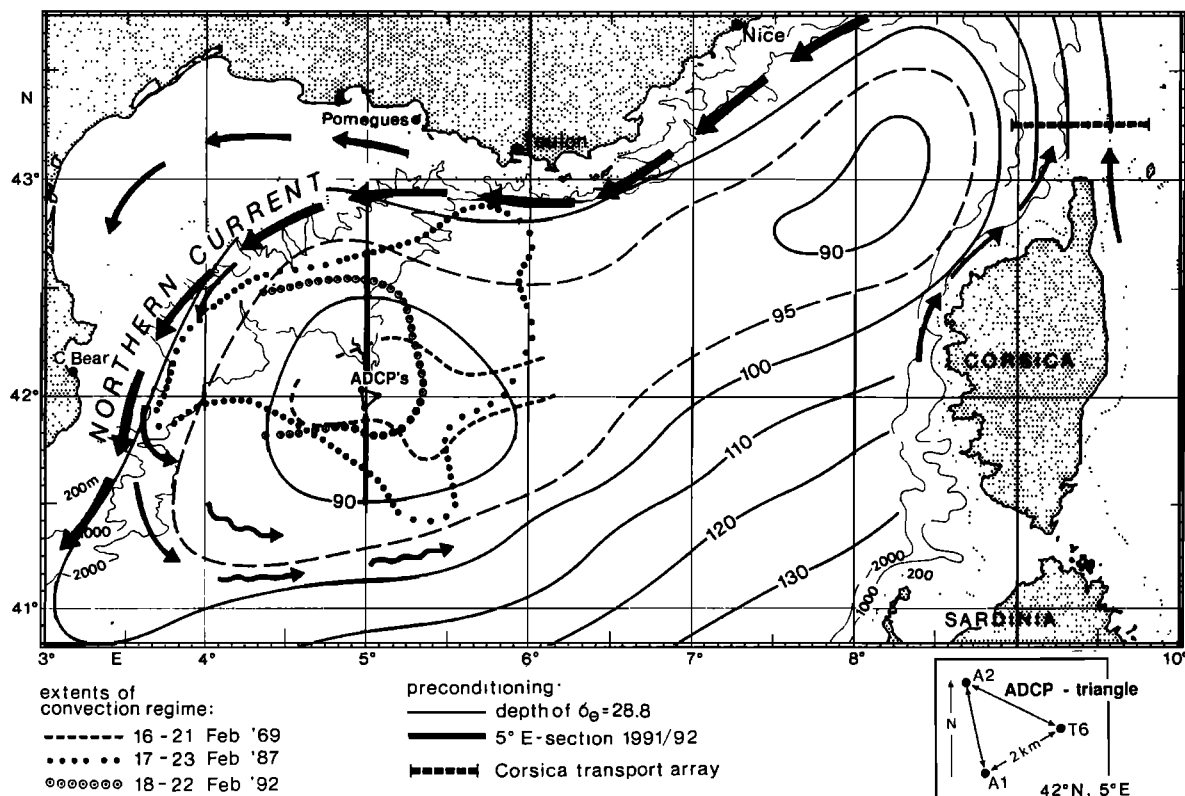 Nice
N
Pomegues
Toulon
43°
NORTHERN CURRENT
90
95
C Bear
CORSICA
100
ADCP's
42°
110
90
200m
120
1000
2000
130
2000
200
1000
41°
SARDINIA
3° E 4° 5° 6° 7° 8° 9° 10°
extents of
convection regime:
16-21 Feb '69
17-23 Feb '87
18-22 Feb '92
preconditioning:
depth of σθ=28.8
5° E-section 1991/92
Corsica transport array
A2
ADCP - triangle
N
T6
2km
A1
42°N, 5°E